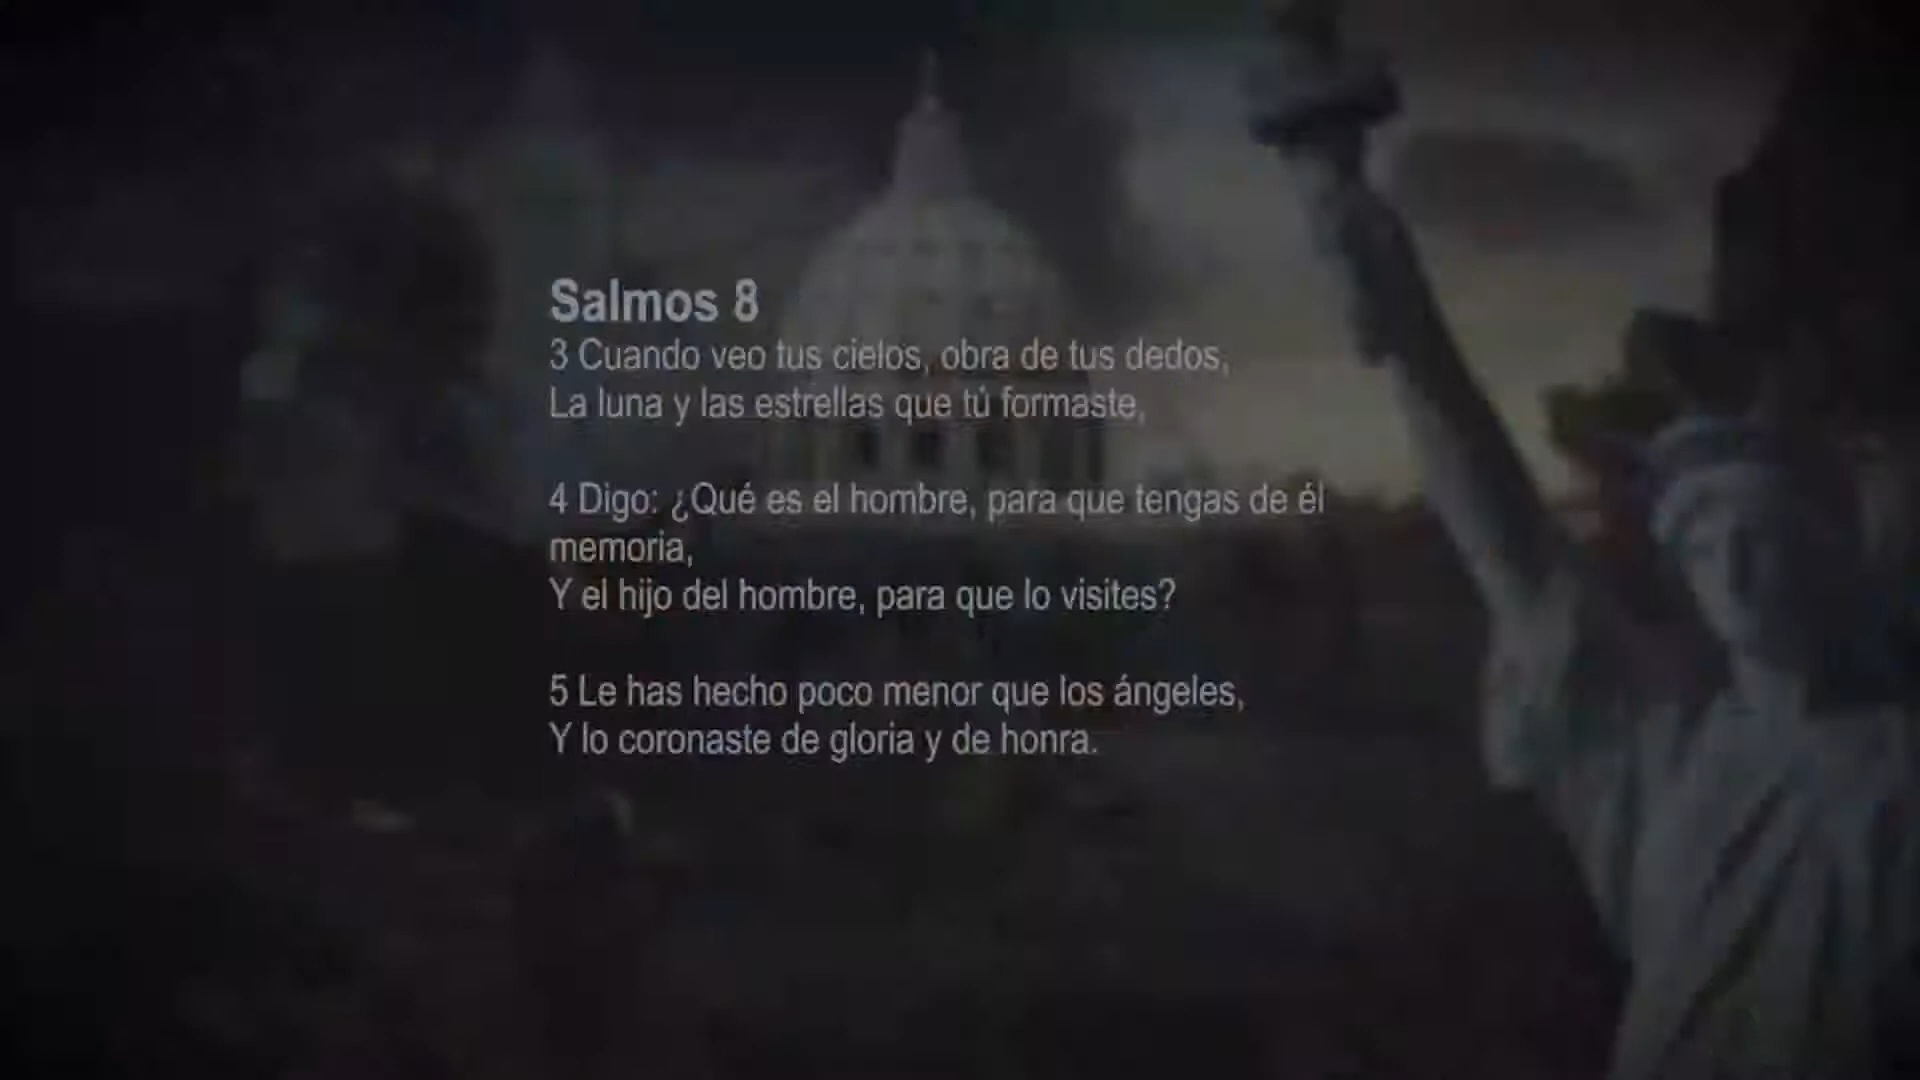 Salmos 8
3 Cuando veo tus cielos, obra de tus dedos,
La luna y las estrellas que tú formaste,
4 Digo: ¿Qué es el hombre, para que tengas de él
memoria,
Y el hijo del hombre, para que lo visites?
5 Le has hecho poco menor que los ángeles,
Y lo coronaste de gloria y de honra.